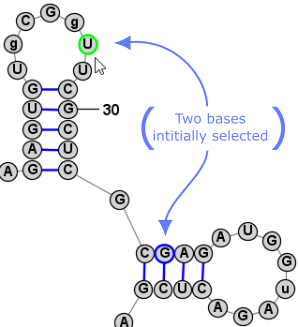 C G g
g U
U U
G C
U G 30
G C
A U
A G C
( Two bases
intitially selected )
G
A U G
C G A G G
G C U C u
A G A
A